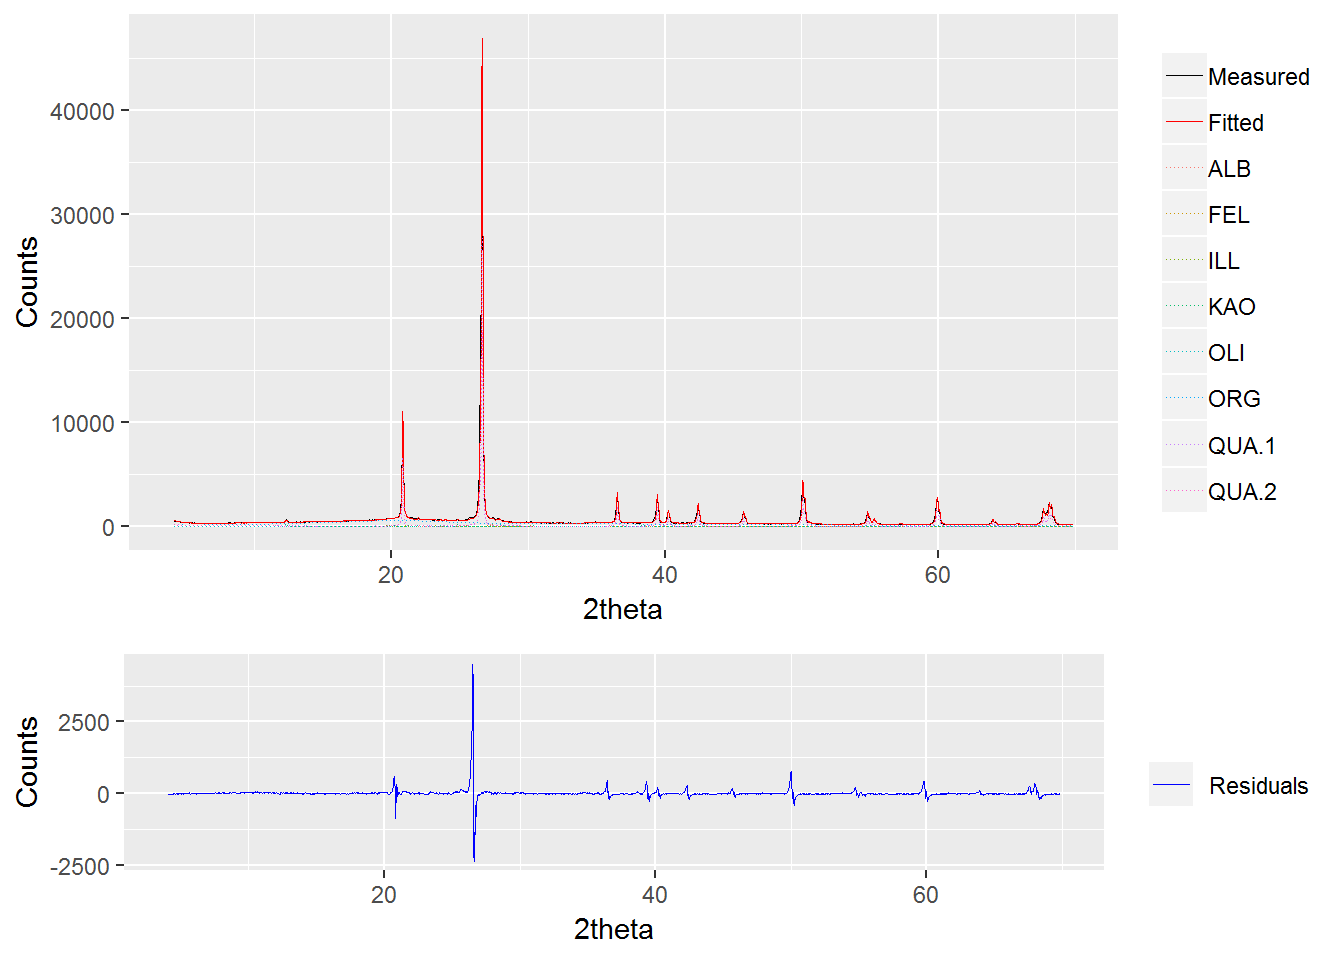 Counts
40000
30000
20000
10000
0
20
40
60
2theta
Measured
Fitted
ALB
FEL
ILL
KAO
OLI
ORG
QUA.1
QUA.2
Counts
2500
0
-2500
20
40
60
2theta
Residuals